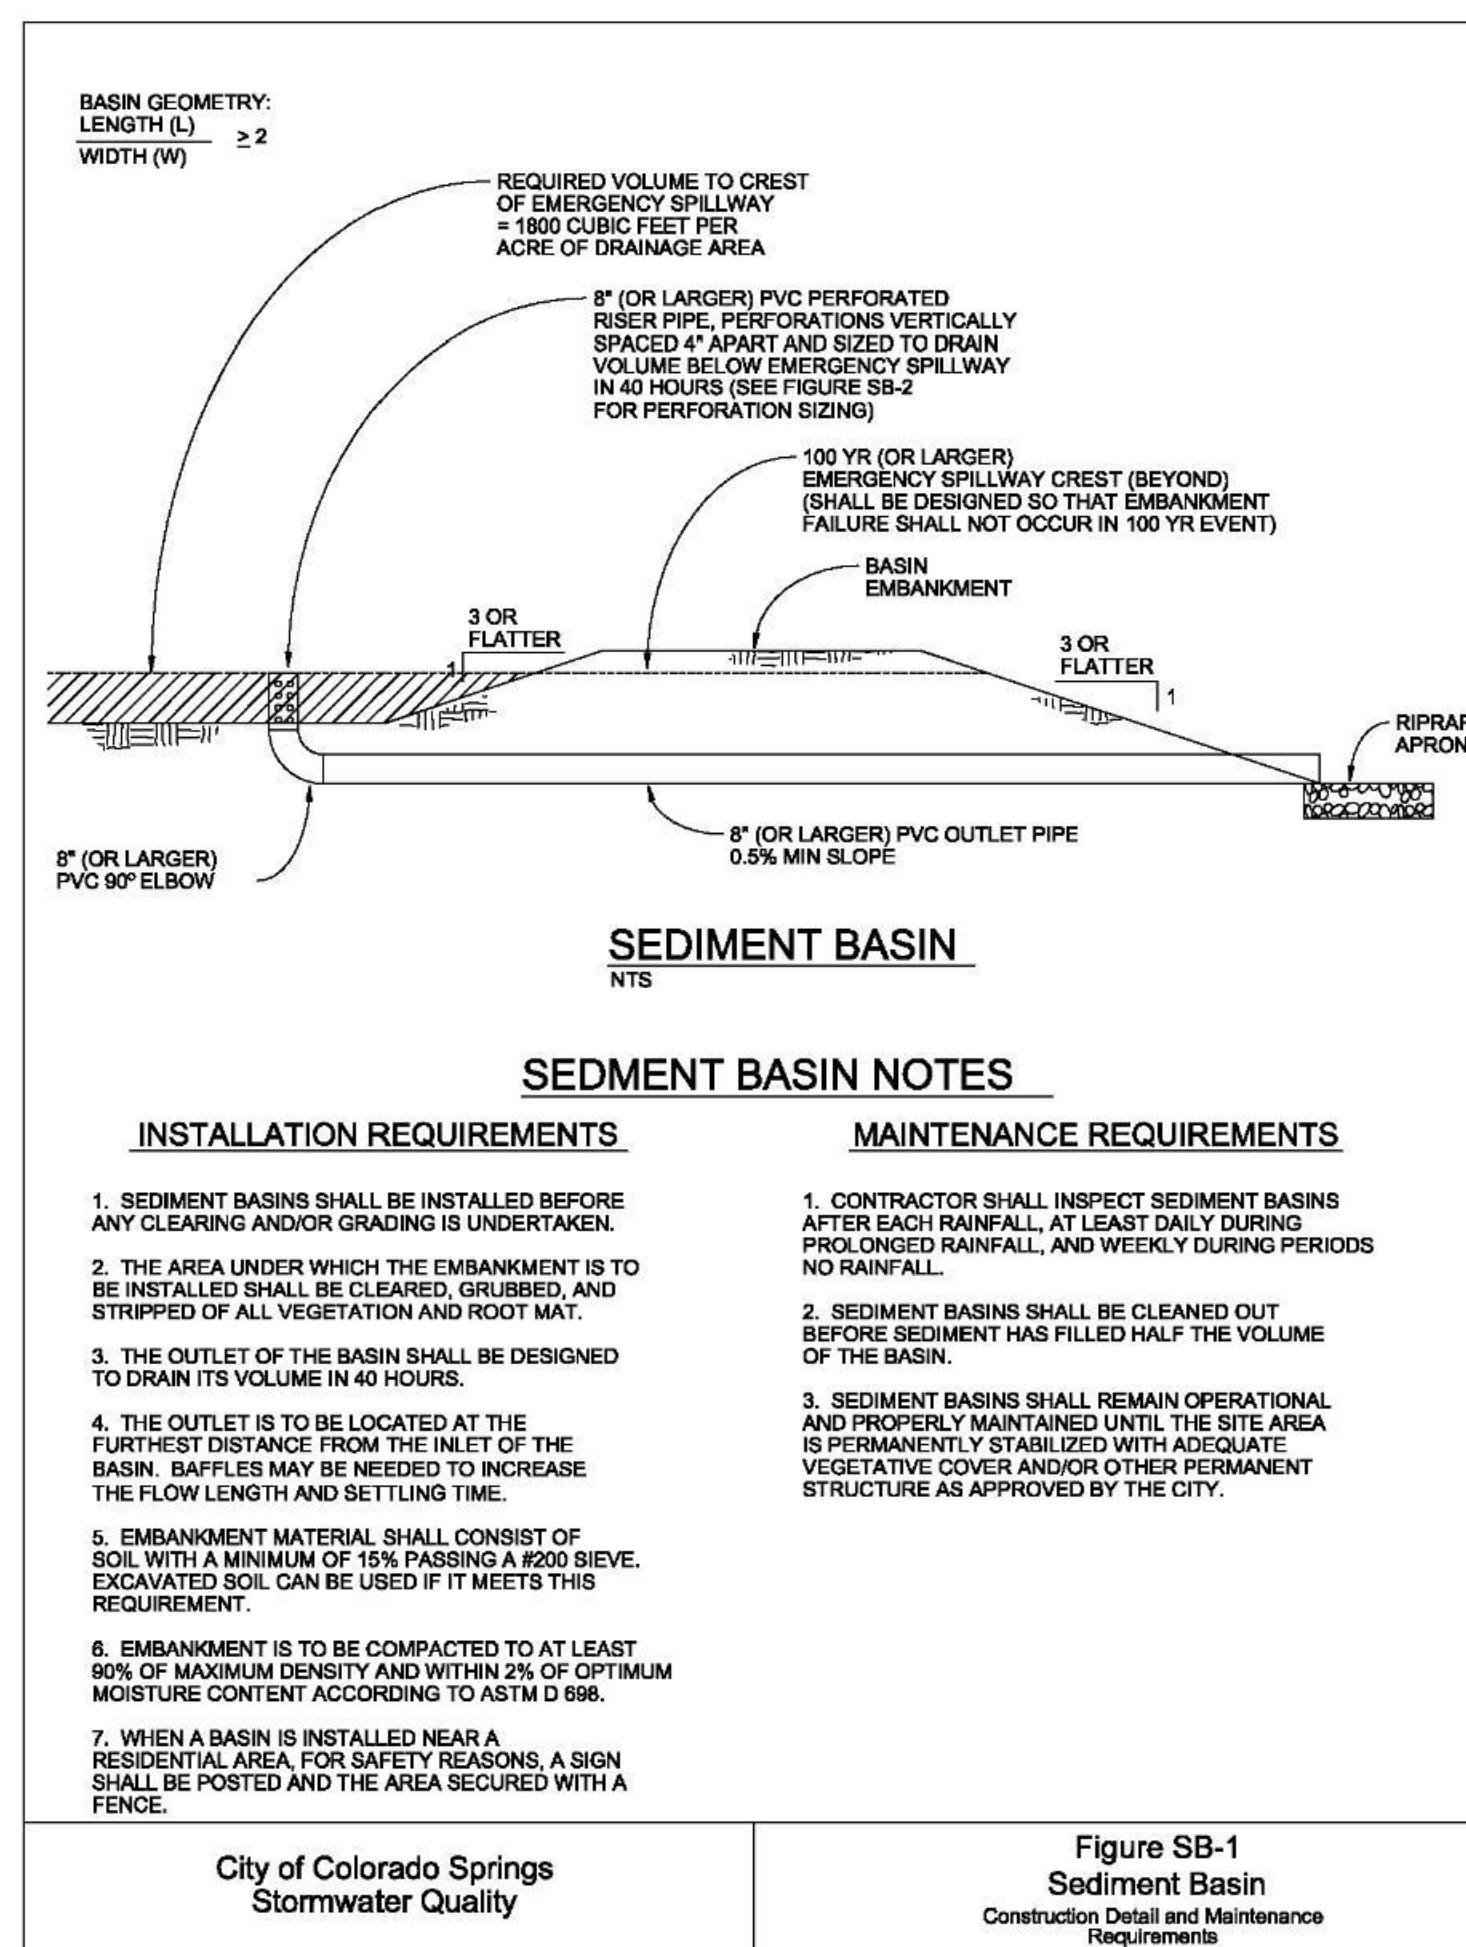 BASIN GEOMETRY:
LENGTH (L)
WIDTH (W)
≥ 2
REQUIRED VOLUME TO CREST
OF EMERGENCY SPILLWAY
= 1800 CUBIC FEET PER
ACRE OF DRAINAGE AREA
8" (OR LARGER) PVC PERFORATED
RISER PIPE, PERFORATIONS VERTICALLY
SPACED 4" APART AND SIZED TO DRAIN
VOLUME BELOW EMERGENCY SPILLWAY
IN 40 HOURS (SEE FIGURE SB-2
FOR PERFORATION SIZING)
100 YR (OR LARGER)
EMERGENCY SPILLWAY CREST (BEYOND)
(SHALL BE DESIGNED SO THAT EMBANKMENT
FAILURE SHALL NOT OCCUR IN 100 YR EVENT)
BASIN
EMBANKMENT
3 OR
FLATTER
1
3 OR
FLATTER
1
RIPRAP
APRON
8" (OR LARGER) PVC OUTLET PIPE
0.5% MIN SLOPE
8" (OR LARGER)
PVC 90° ELBOW
SEDIMENT BASIN
NTS
SEDMENT BASIN NOTES
INSTALLATION REQUIREMENTS
1. SEDIMENT BASINS SHALL BE INSTALLED BEFORE
ANY CLEARING AND/OR GRADING IS UNDERTAKEN.
2. THE AREA UNDER WHICH THE EMBANKMENT IS TO
BE INSTALLED SHALL BE CLEARED, GRUBBED, AND
STRIPPED OF ALL VEGETATION AND ROOT MAT.
3. THE OUTLET OF THE BASIN SHALL BE DESIGNED
TO DRAIN ITS VOLUME IN 40 HOURS.
4. THE OUTLET IS TO BE LOCATED AT THE
FURTHEST DISTANCE FROM THE INLET OF THE
BASIN. BAFFLES MAY BE NEEDED TO INCREASE
THE FLOW LENGTH AND SETTLING TIME.
5. EMBANKMENT MATERIAL SHALL CONSIST OF
SOIL WITH A MINIMUM OF 15% PASSING A #200 SIEVE.
EXCAVATED SOIL CAN BE USED IF IT MEETS THIS
REQUIREMENT.
6. EMBANKMENT IS TO BE COMPACTED TO AT LEAST
90% OF MAXIMUM DENSITY AND WITHIN 2% OF OPTIMUM
MOISTURE CONTENT ACCORDING TO ASTM D 698.
7. WHEN A BASIN IS INSTALLED NEAR A
RESIDENTIAL AREA, FOR SAFETY REASONS, A SIGN
SHALL BE POSTED AND THE AREA SECURED WITH A
FENCE.
MAINTENANCE REQUIREMENTS
1. CONTRACTOR SHALL INSPECT SEDIMENT BASINS
AFTER EACH RAINFALL, AT LEAST DAILY DURING
PROLONGED RAINFALL, AND WEEKLY DURING PERIODS
NO RAINFALL.
2. SEDIMENT BASINS SHALL BE CLEANED OUT
BEFORE SEDIMENT HAS FILLED HALF THE VOLUME
OF THE BASIN.
3. SEDIMENT BASINS SHALL REMAIN OPERATIONAL
AND PROPERLY MAINTAINED UNTIL THE SITE AREA
IS PERMANENTLY STABILIZED WITH ADEQUATE
VEGETATIVE COVER AND/OR OTHER PERMANENT
STRUCTURE AS APPROVED BY THE CITY.
City of Colorado Springs
Stormwater Quality
Figure SB-1
Sediment Basin
Construction Detail and Maintenance
Requirements